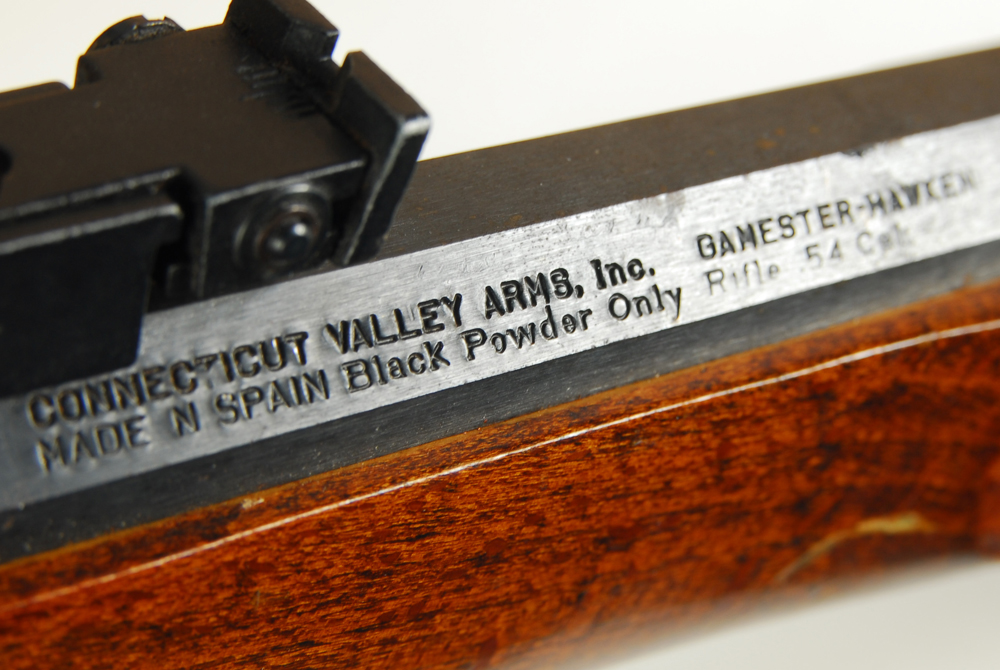 CONNECTICUT VALLEY ARMS, Inc.
MADE N SPAIN Black Powder Only
GAMESTER-HAWKEN
Rifle .54 Cal.